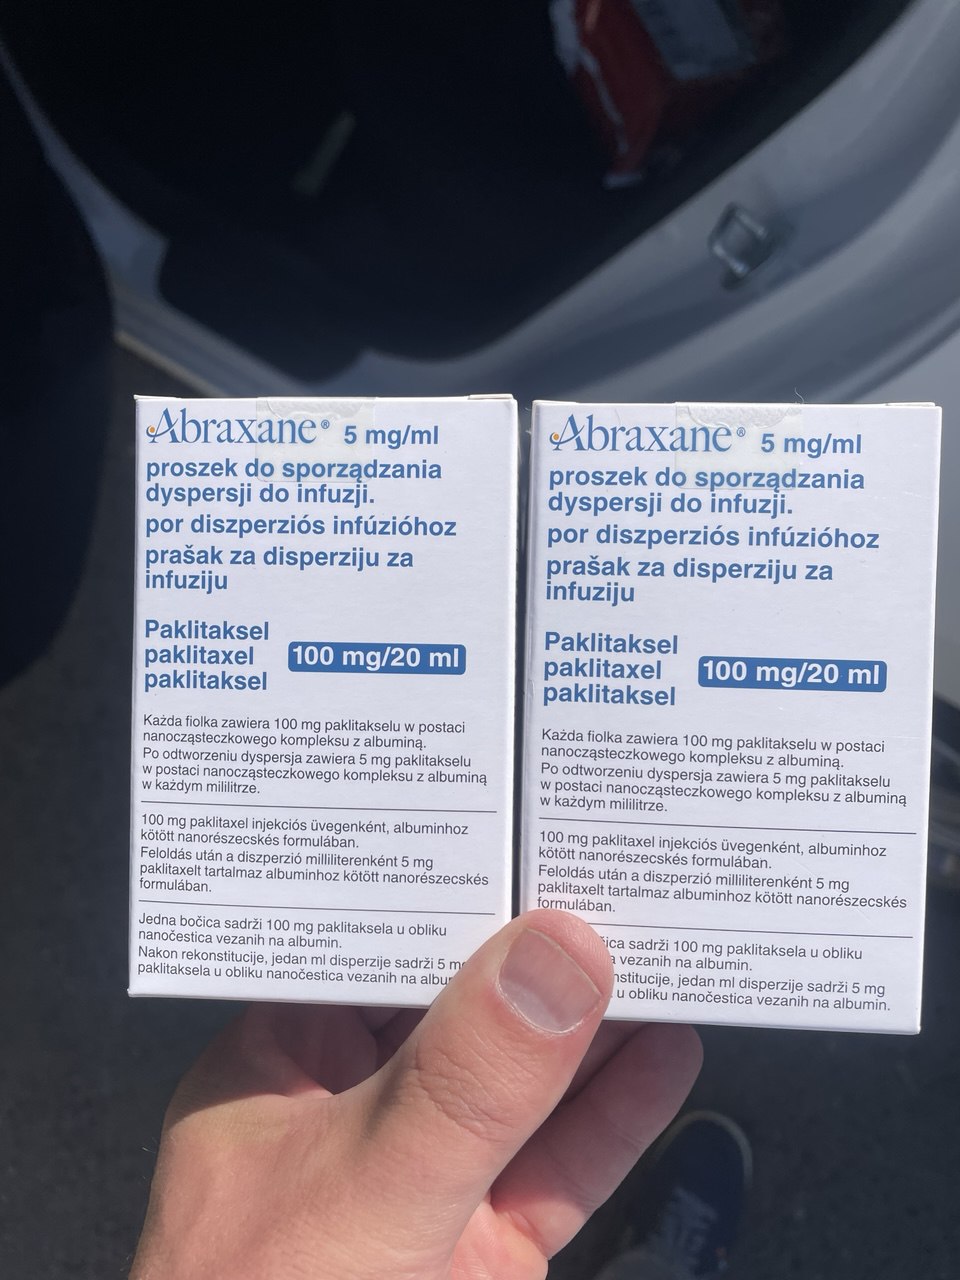 Abraxane® 5 mg/ml
proszek do sporządzania
dyspersji do infuzji.
por diszperziós infúzióhoz
prašak za disperziju za
infuziju
Paklitaksel
paklitaxel
paklitaksel
100 mg/20 ml
Każda fiolka zawiera 100 mg paklitakselu w postaci
nanocząsteczkowego kompleksu z albuminą.
Po odtworzeniu dyspersja zawiera 5 mg paklitakselu
w postaci nanocząsteczkowego kompleksu z albuminą
w każdym mililitrze.
100 mg paklitaxel injekciós üvegenként, albuminhoz
kötött nanorészecskés formulában.
Feloldás után a diszperzió milliliterenként 5 mg
paklitaxelt tartalmaz albuminhoz kötött nanorészecskés
formulában.
Jedna bočica sadrži 100 mg paklitaksela u obliku
nanočestica vezanih na albumin.
Nakon rekonstitucije, jedan ml disperzije sadrži 5
paklitaksela u obliku nanočestica vezanih na
Abraxane® 5 mg/ml
proszek do sporządzania
dyspersji do infuzji.
por diszperziós infúzióhoz
prašak za disperziju za
infuziju
Paklitaksel
paklitaxel
paklitaksel
100 mg/20 ml
Każda fiolka zawiera 100 mg paklitakselu w postaci
nanocząsteczkowego kompleksu z albuminą.
Po odtworzeniu dyspersja zawiera 5 mg paklitakselu
w postaci nanocząsteczkowego kompleksu z albuminą
w każdym mililitrze.
100 mg paklitaxel injekciós üvegenként, albuminhoz
kötött nanorészecskés formulában.
Feloldás után a diszperzió milliliterenként 5 mg
paklitaxelt tartalmaz albuminhoz kötött nanorészecskés
formulában.
sadrži 100 mg paklitaksela u obliku
vezanih na albumin.
jedan ml disperzije sadrži 5 mg
u obliku nanočestica vezanih na albumin.